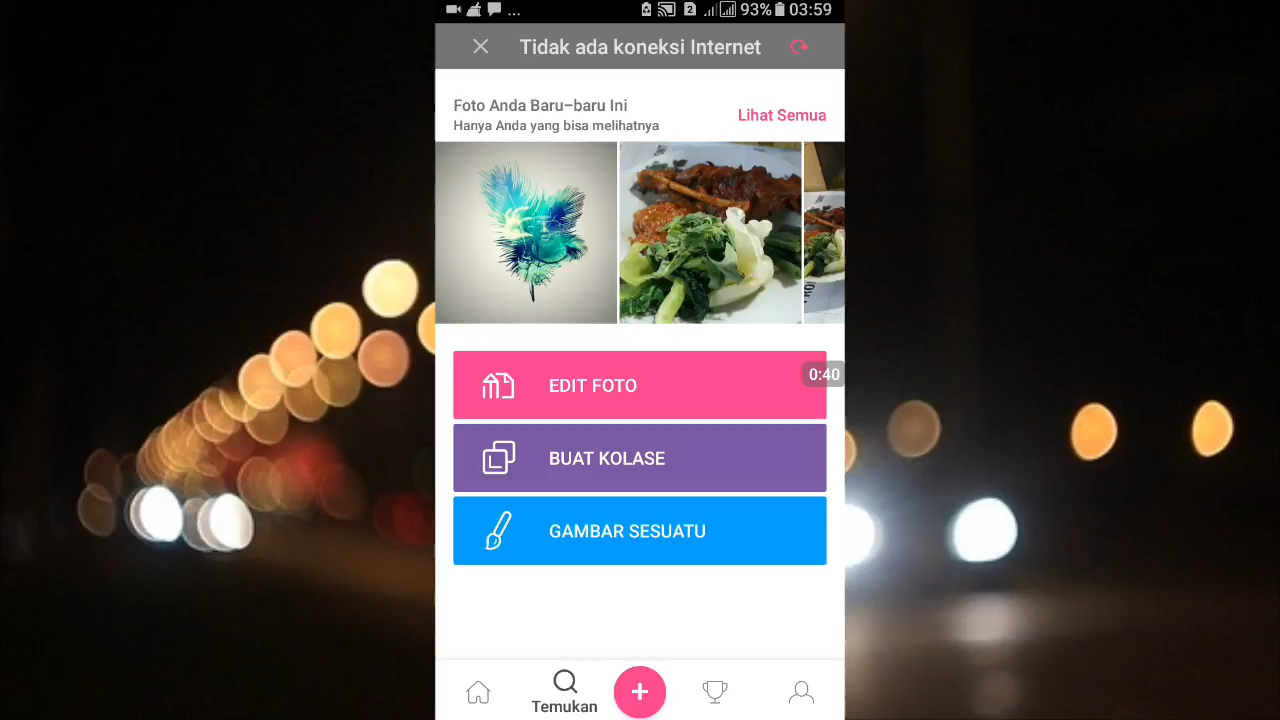 ... 2 93% 03:59
Tidak ada koneksi Internet
Foto Anda Baru–baru Ini
Lihat Semua
Hanya Anda yang bisa melihatnya
EDIT FOTO
0:40
BUAT KOLASE
GAMBAR SESUATU
Temukan